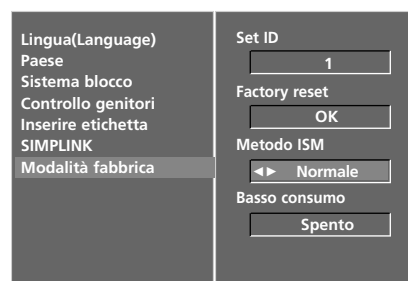 Lingua(Language)
Paese
Sistema blocco
Controllo genitori
Inserire etichetta
SIMPLINK
Modalità fabbrica
Set ID
1
Factory reset
OK
Metodo ISM
◄► Normale
Basso consumo
Spento